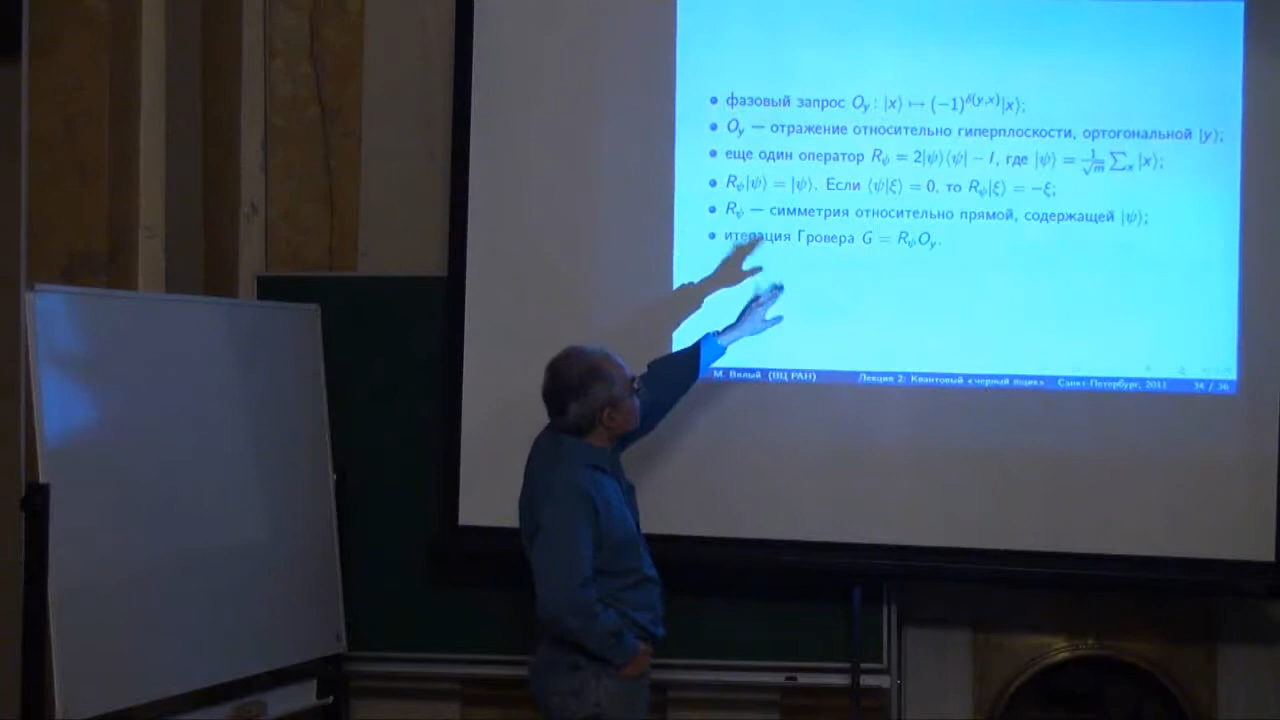 фазовый запрос O_y : |x⟩ ↦ (−1)^{δ(y,x)}|x⟩;
O_y — отражение относительно гиперплоскости, ортогональной |y⟩;
еще один оператор R_ψ = 2|ψ⟩⟨ψ| − I, где |ψ⟩ = 1/√m ∑_x |x⟩;
R_ψ|ψ⟩ = |ψ⟩. Если ⟨ψ|ξ⟩ = 0, то R_ψ|ξ⟩ = −ξ;
R_ψ — симметрия относительно прямой, содержащей |ψ⟩;
итерация Гровера G = R_ψO_y.
М. Вялый (ВЦ РАН) Лекция 2: Квантовый «черный ящик» Санкт-Петербург, 2011 34 / 36